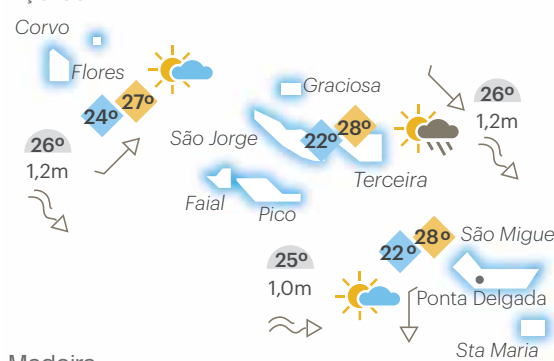 Corvo
Flores
27º
24º
26º
1,2m
Graciosa
São Jorge
28º
22º
26º
1,2m
Terceira
Faial
Pico
28º
22º
São Migue
25º
1,0m
Ponta Delgada
Sta Maria